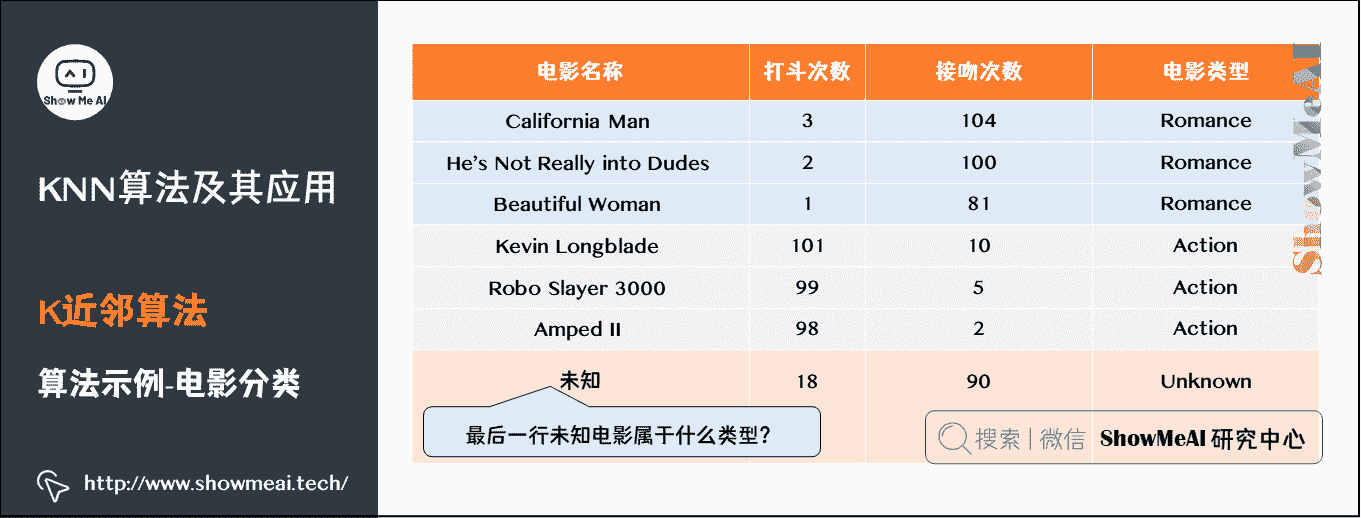 Show Me AI
KNN算法及其应用
K近邻算法
算法示例-电影分类
http://www.showmeai.tech/
电影名称 打斗次数 接吻次数 电影类型
California Man 3 104 Romance
He's Not Really into Dudes 2 100 Romance
Beautiful Woman 1 81 Romance
Kevin Longblade 101 10 Action
Robo Slayer 3000 99 5 Action
Amped II 98 2 Action
未知 18 90 Unknown
最后一行未知电影属于什么类型?
搜索 | 微信 ShowMeAI 研究中心
ShowMeAI